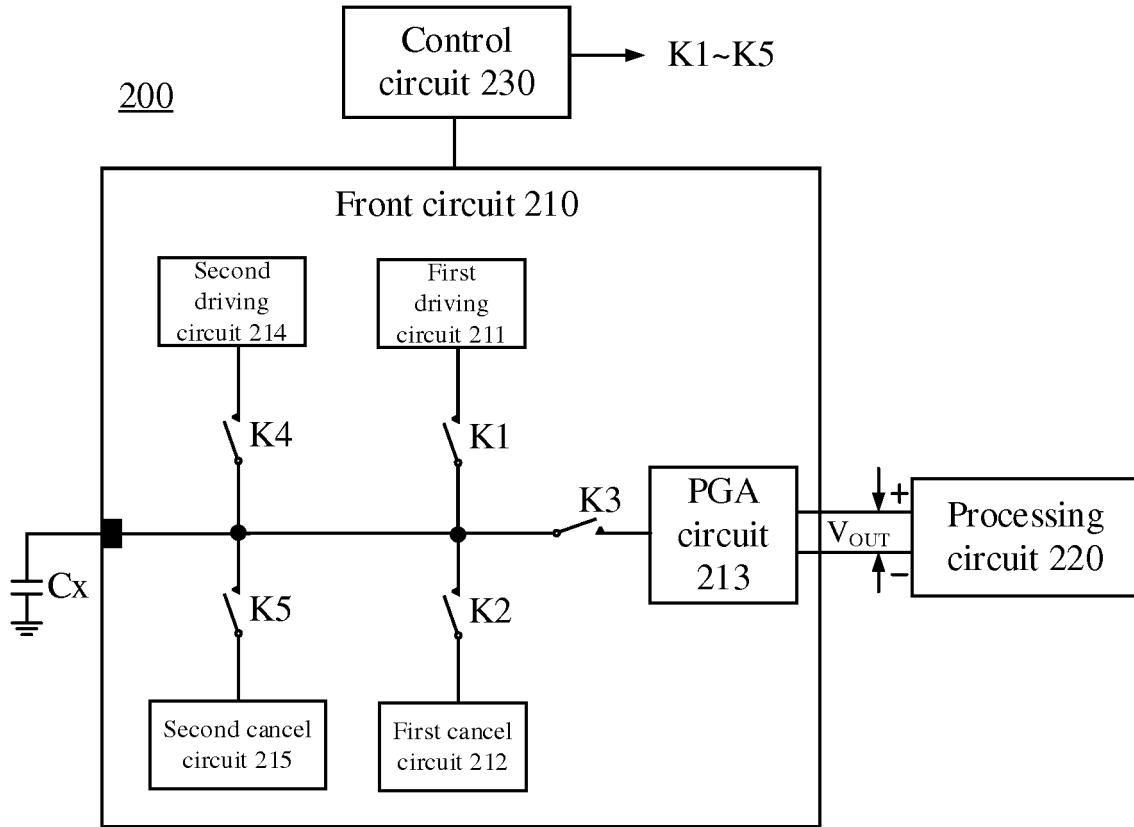 Control
circuit 230
K1~K5
200
Front circuit 210
Second
driving
circuit 214
First
driving
circuit 211
K4
K1
K3
PGA
circuit
213
+
V_OUT
−
Processing
circuit 220
Cx
K5
K2
Second cancel
circuit 215
First cancel
circuit 212